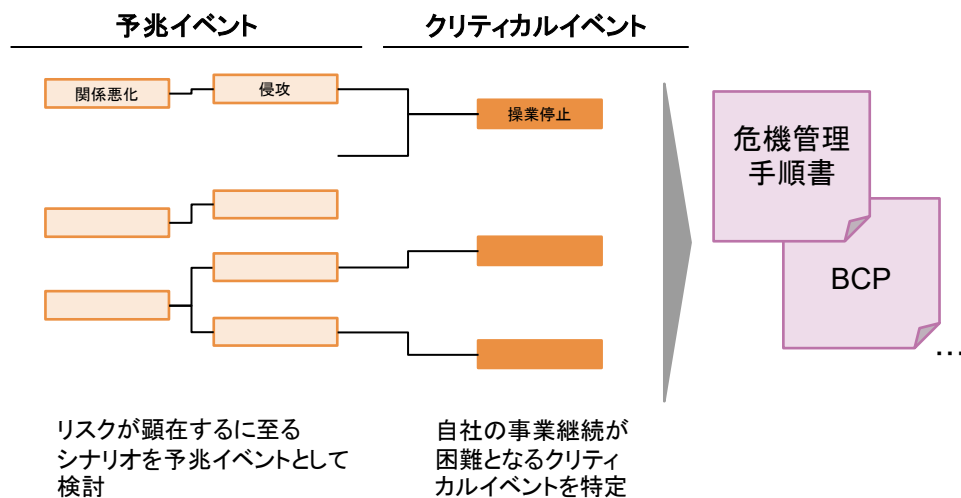 予兆イベント
クリティカルイベント
関係悪化
侵攻
操業停止
危機管理
手順書
BCP
…
リスクが顕在するに至る
シナリオを予兆イベントとして
検討
自社の事業継続が
困難となるクリティ
カルイベントを特定